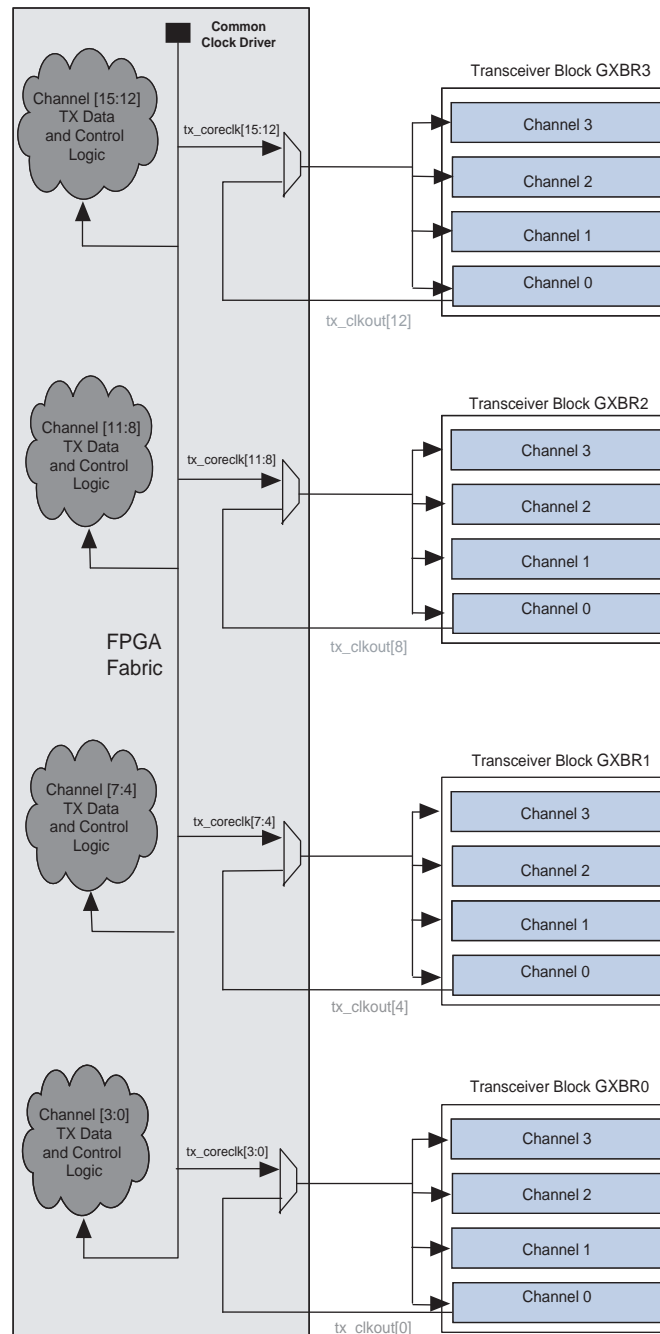 Common
Clock Driver
Transceiver Block GXBR3
Channel [15:12]
TX Data
and Control
Logic
tx_coreclk[15:12]
Channel 3
Channel 2
Channel 1
Channel 0
tx_clkout[12]
Transceiver Block GXBR2
Channel [11:8]
TX Data
and Control
Logic
tx_coreclk[11:8]
Channel 3
Channel 2
Channel 1
Channel 0
tx_clkout[8]
FPGA
Fabric
Transceiver Block GXBR1
Channel [7:4]
TX Data
and Control
Logic
tx_coreclk[7:4]
Channel 3
Channel 2
Channel 1
Channel 0
tx_clkout[4]
Transceiver Block GXBR0
Channel [3:0]
TX Data
and Control
Logic
tx_coreclk[3:0]
Channel 3
Channel 2
Channel 1
Channel 0
tx_clkout[0]